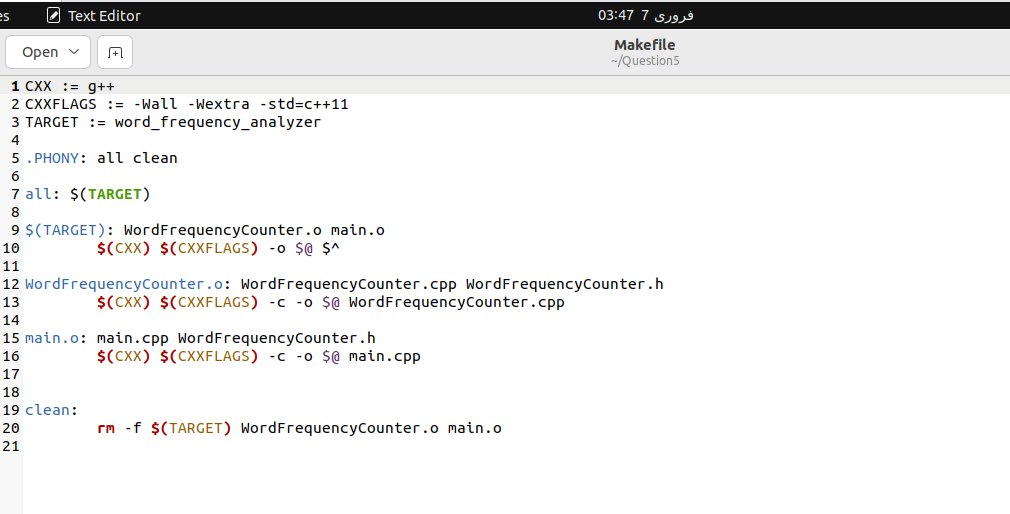 es
Text Editor
03:47 7 فروری
Open
Makefile
~/Question5
1 CXX := g++
2 CXXFLAGS := -Wall -Wextra -std=c++11
3 TARGET := word_frequency_analyzer
4
5 .PHONY: all clean
6
7 all: $(TARGET)
8
9 $(TARGET): WordFrequencyCounter.o main.o
10         $(CXX) $(CXXFLAGS) -o $@ $^
11
12 WordFrequencyCounter.o: WordFrequencyCounter.cpp WordFrequencyCounter.h
13         $(CXX) $(CXXFLAGS) -c -o $@ WordFrequencyCounter.cpp
14
15 main.o: main.cpp WordFrequencyCounter.h
16         $(CXX) $(CXXFLAGS) -c -o $@ main.cpp
17
18
19 clean:
20         rm -f $(TARGET) WordFrequencyCounter.o main.o
21